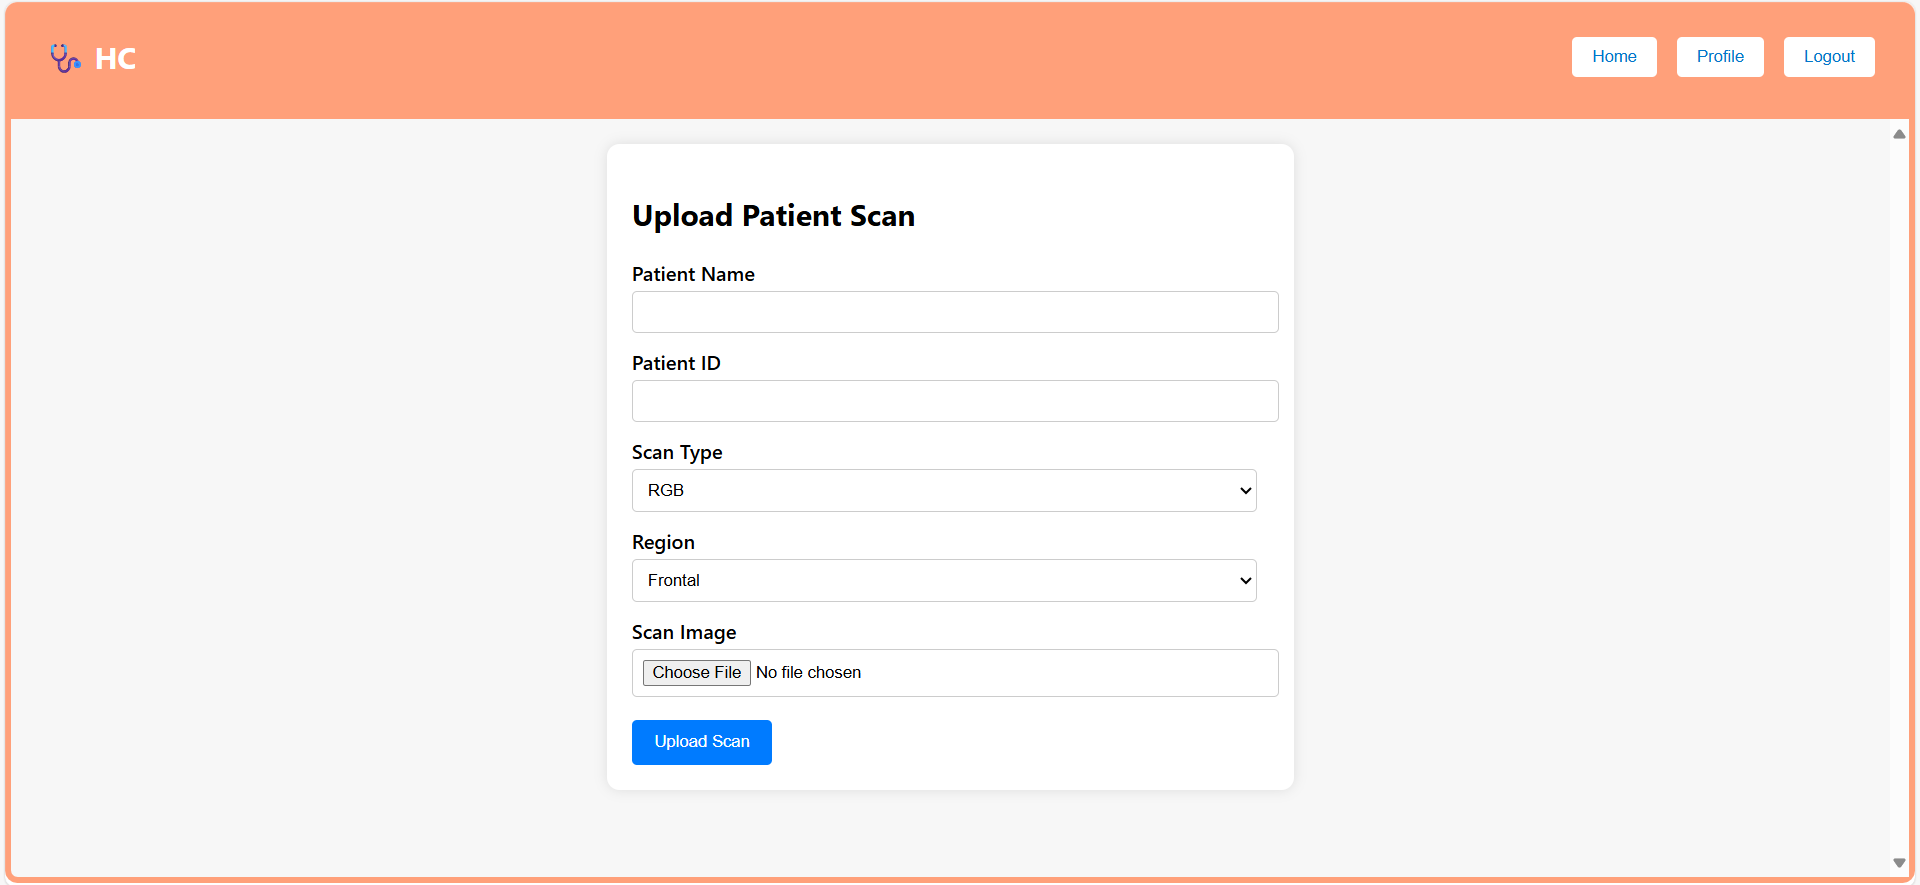 HC
Home
Profile
Logout
Upload Patient Scan
Patient Name
Patient ID
Scan Type
RGB
Region
Frontal
Scan Image
Choose File No file chosen
Upload Scan